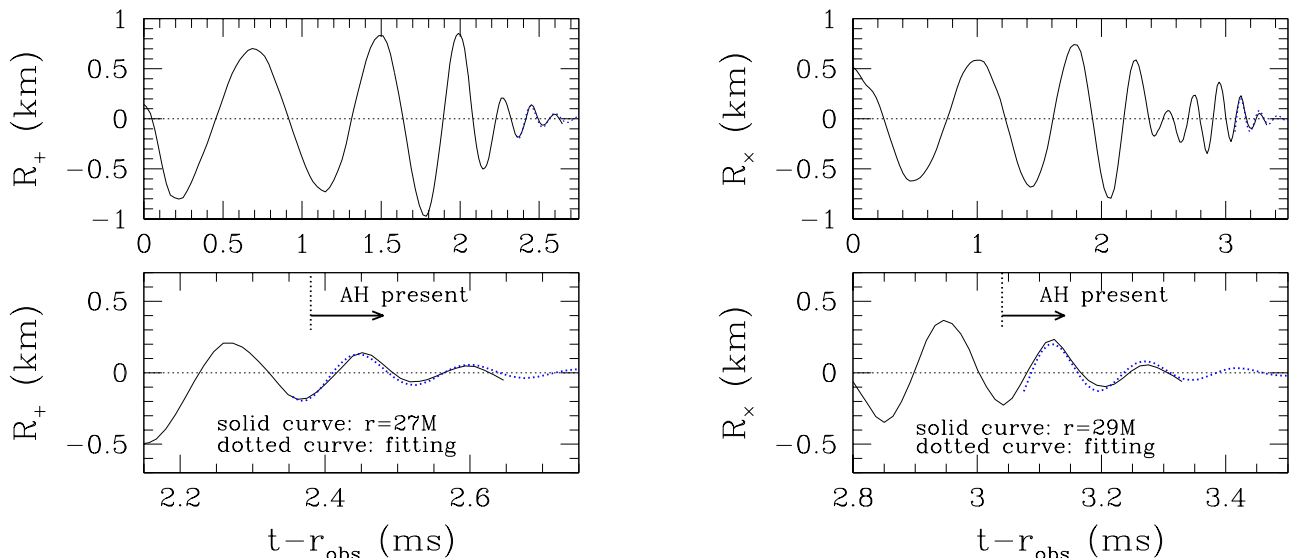 R₊ (km)
1
0.5
0
−0.5
−1
0 0.5 1 1.5 2 2.5
R× (km)
1
0.5
0
−0.5
−1
0 1 2 3
R₊ (km)
0.5
0
−0.5
AH present
solid curve: r=27M
dotted curve: fitting
2.2 2.4 2.6
t−r_obs (ms)
R× (km)
0.5
0
−0.5
AH present
solid curve: r=29M
dotted curve: fitting
2.8 3 3.2 3.4
t−r_obs (ms)